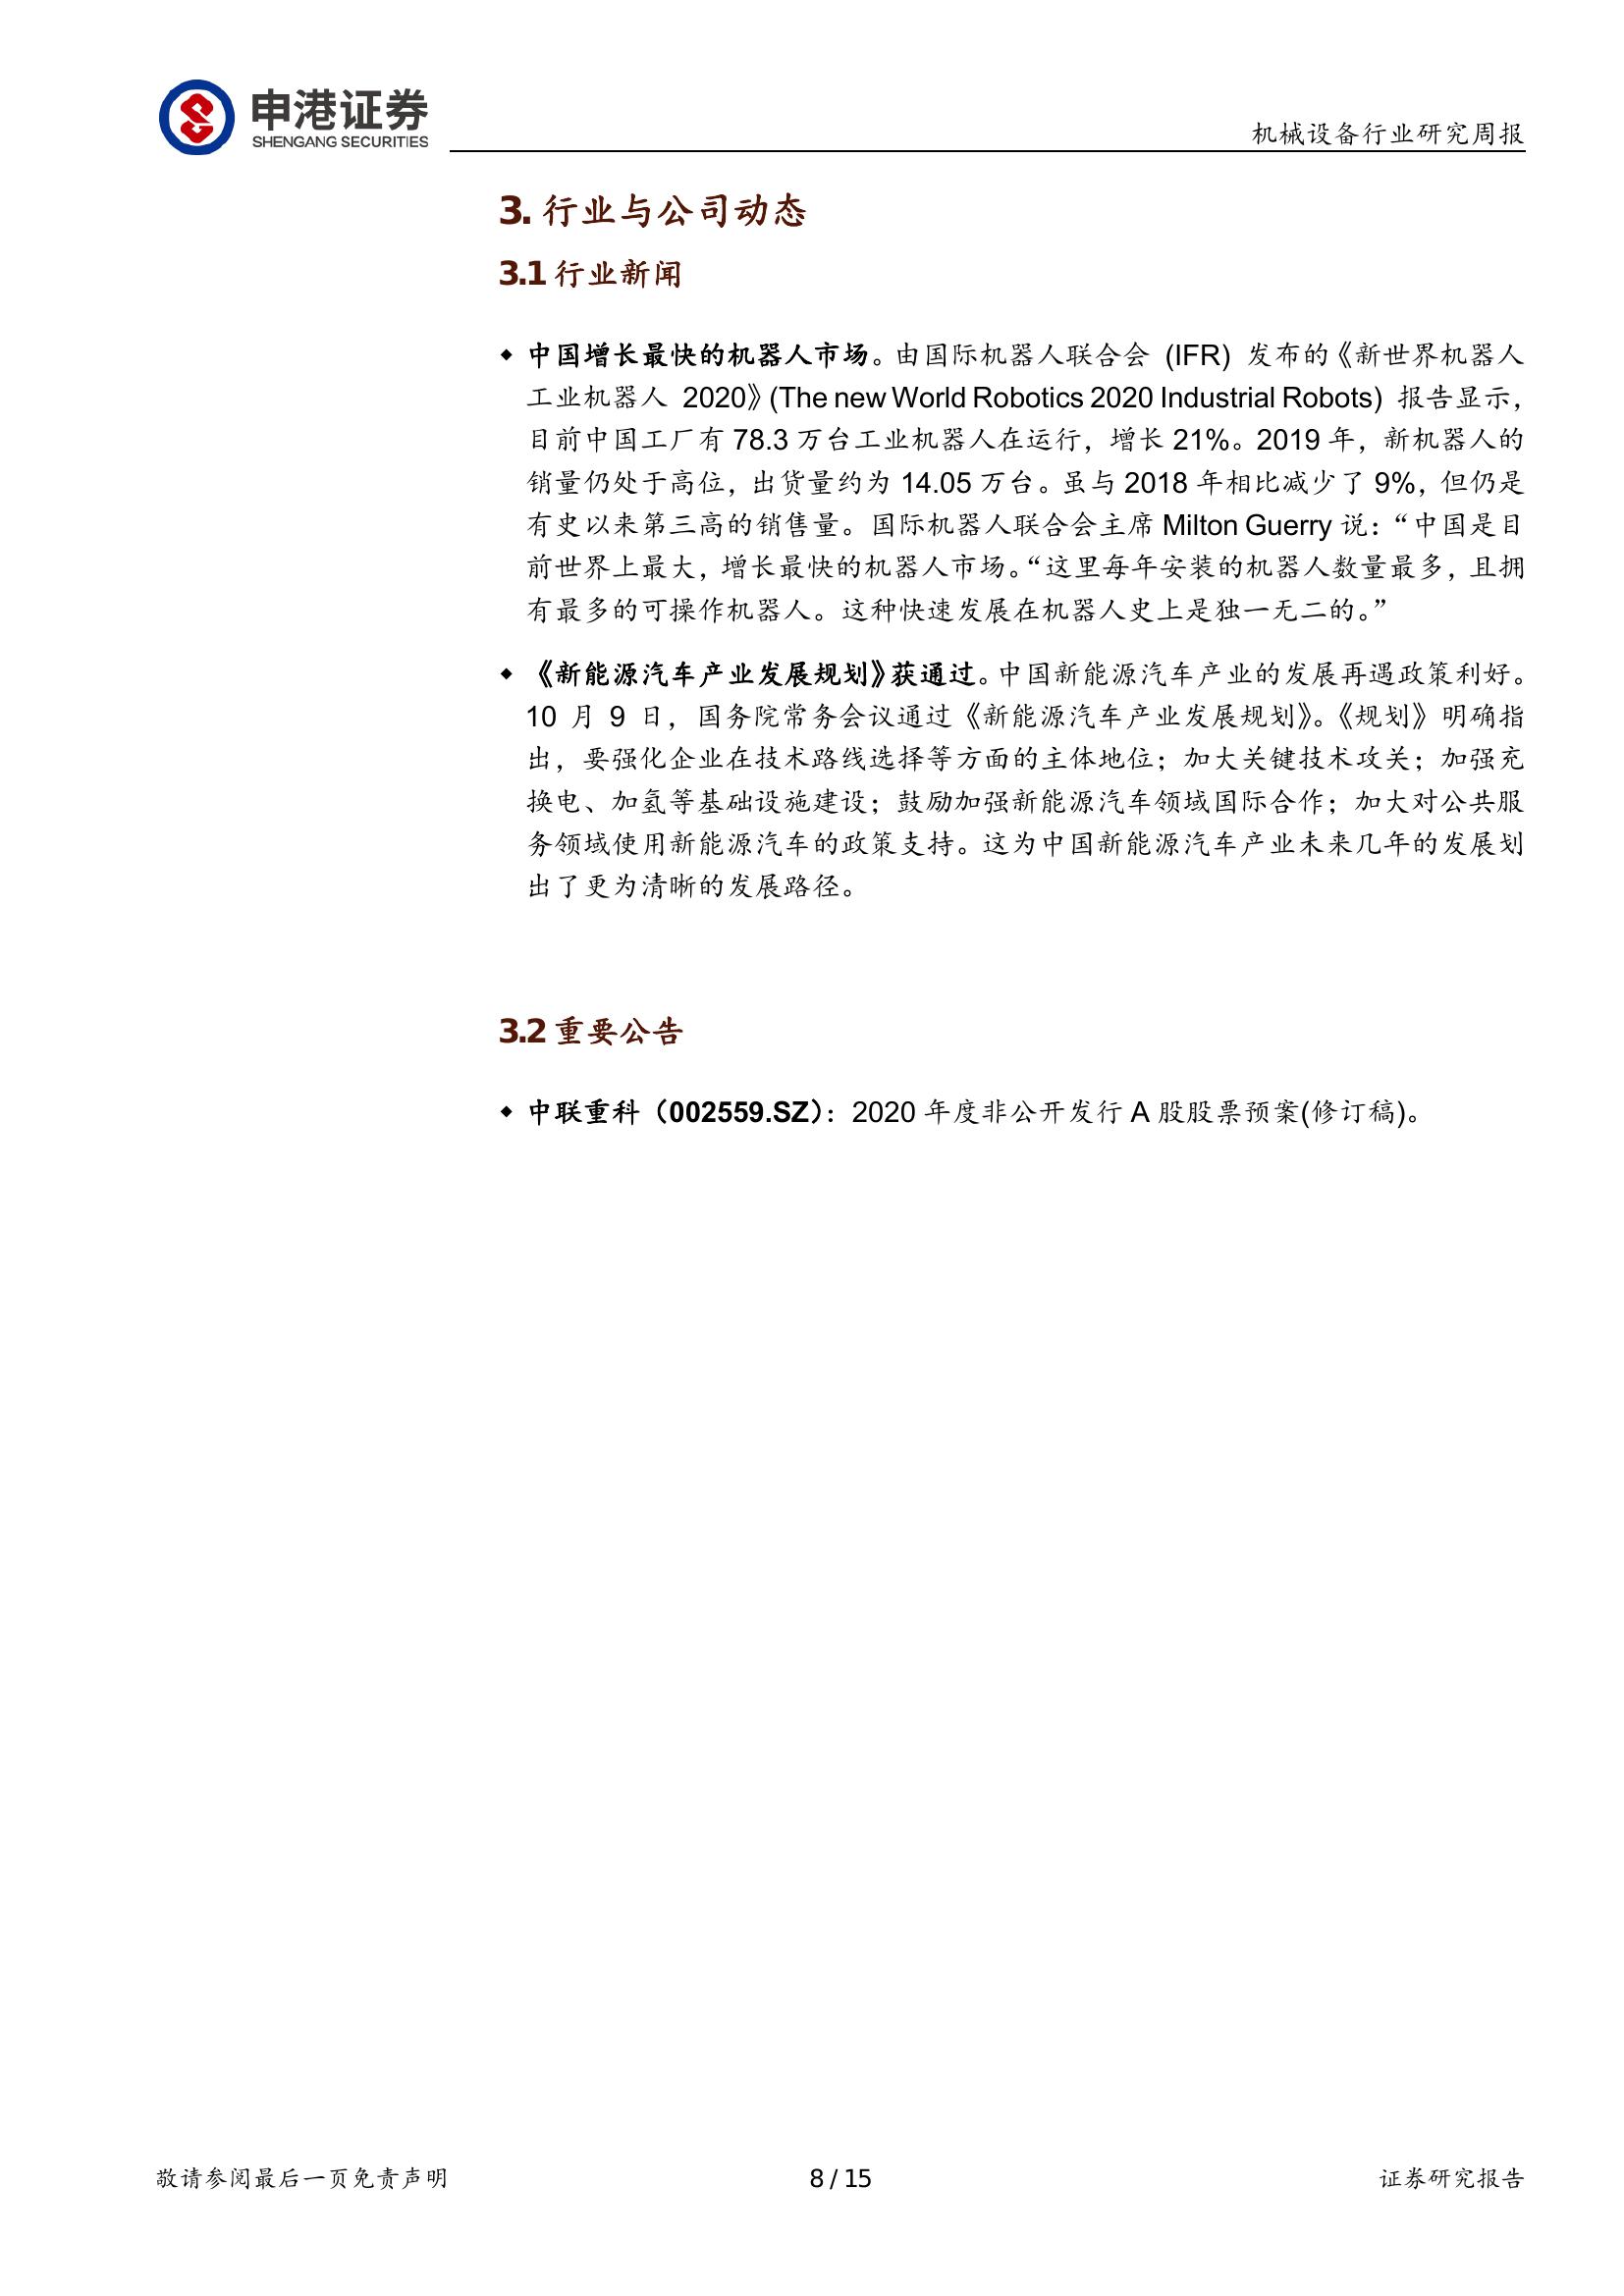 申港证券
SHENGANG SECURITIES
机械设备行业研究周报
3. 行业与公司动态
3.1 行业新闻
◆ 中国增长最快的机器人市场。由国际机器人联合会 (IFR) 发布的《新世界机器人
工业机器人 2020》(The new World Robotics 2020 Industrial Robots) 报告显示，
目前中国工厂有 78.3 万台工业机器人在运行，增长 21%。2019 年，新机器人的
销量仍处于高位，出货量约为 14.05 万台。虽与 2018 年相比减少了 9%，但仍是
有史以来第三高的销售量。国际机器人联合会主席 Milton Guerry 说：“中国是目
前世界上最大，增长最快的机器人市场。“这里每年安装的机器人数量最多，且拥
有最多的可操作机器人。这种快速发展在机器人史上是独一无二的。”
◆ 《新能源汽车产业发展规划》获通过。中国新能源汽车产业的发展再遇政策利好。
10 月 9 日，国务院常务会议通过《新能源汽车产业发展规划》。《规划》明确指
出，要强化企业在技术路线选择等方面的主体地位；加大关键技术攻关；加强充
换电、加氢等基础设施建设；鼓励加强新能源汽车领域国际合作；加大对公共服
务领域使用新能源汽车的政策支持。这为中国新能源汽车产业未来几年的发展划
出了更为清晰的发展路径。
3.2 重要公告
◆ 中联重科（002559.SZ）：2020 年度非公开发行 A 股股票预案(修订稿)。
敬请参阅最后一页免责声明
8 / 15
证券研究报告